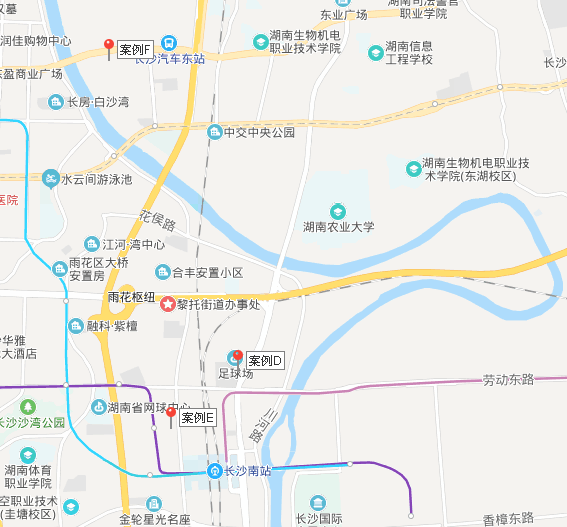 汉墓
东业广场
湖南司法警官
职业学院
润佳购物中心
案例F
长沙汽车东站
湖南生物机电
职业技术学院
湖南信息
工程学校
长沙
东盈商业广场
长房·白沙湾
中交中央公园
水云间游泳池
湖南生物机电职业技
术学院(东湖校区)
医院
花侯路
湖南农业大学
江河·湾中心
雨花区大桥
安置房
合丰安置小区
雨花枢纽
黎托街道办事处
融科·紫檀
华雅
大酒店
案例D
足球场
劳动东路
湖南省网球中心
案例E
长沙沙湾公园
川河路
湖南体育
职业学院
长沙南站
空职业技术
(圭塘校区)
金轮星光名座
长沙国际
香樟东路